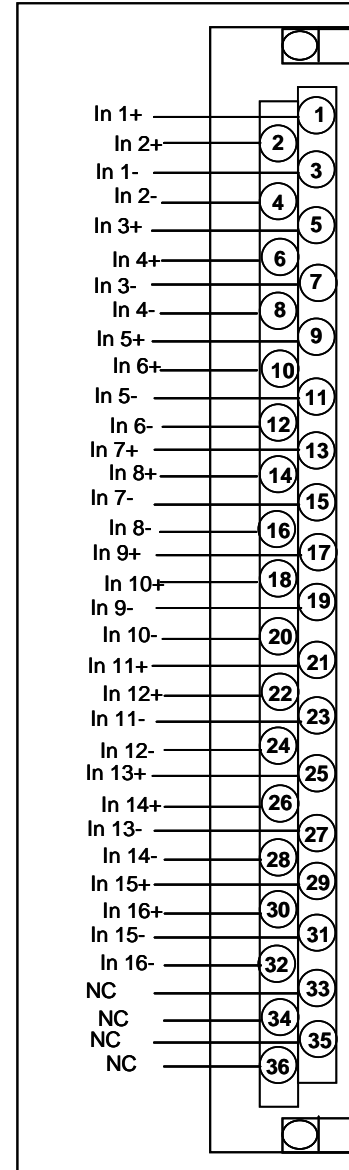 In 1+ 1
In 2+ 2
In 1- 3
In 2- 4
In 3+ 5
In 4+ 6
In 3- 7
In 4- 8
In 5+ 9
In 6+ 10
In 5- 11
In 6- 12
In 7+ 13
In 8+ 14
In 7- 15
In 8- 16
In 9+ 17
In 10+ 18
In 9- 19
In 10- 20
In 11+ 21
In 12+ 22
In 11- 23
In 12- 24
In 13+ 25
In 14+ 26
In 13- 27
In 14- 28
In 15+ 29
In 16+ 30
In 15- 31
In 16- 32
NC 33
NC 34
NC 35
NC 36